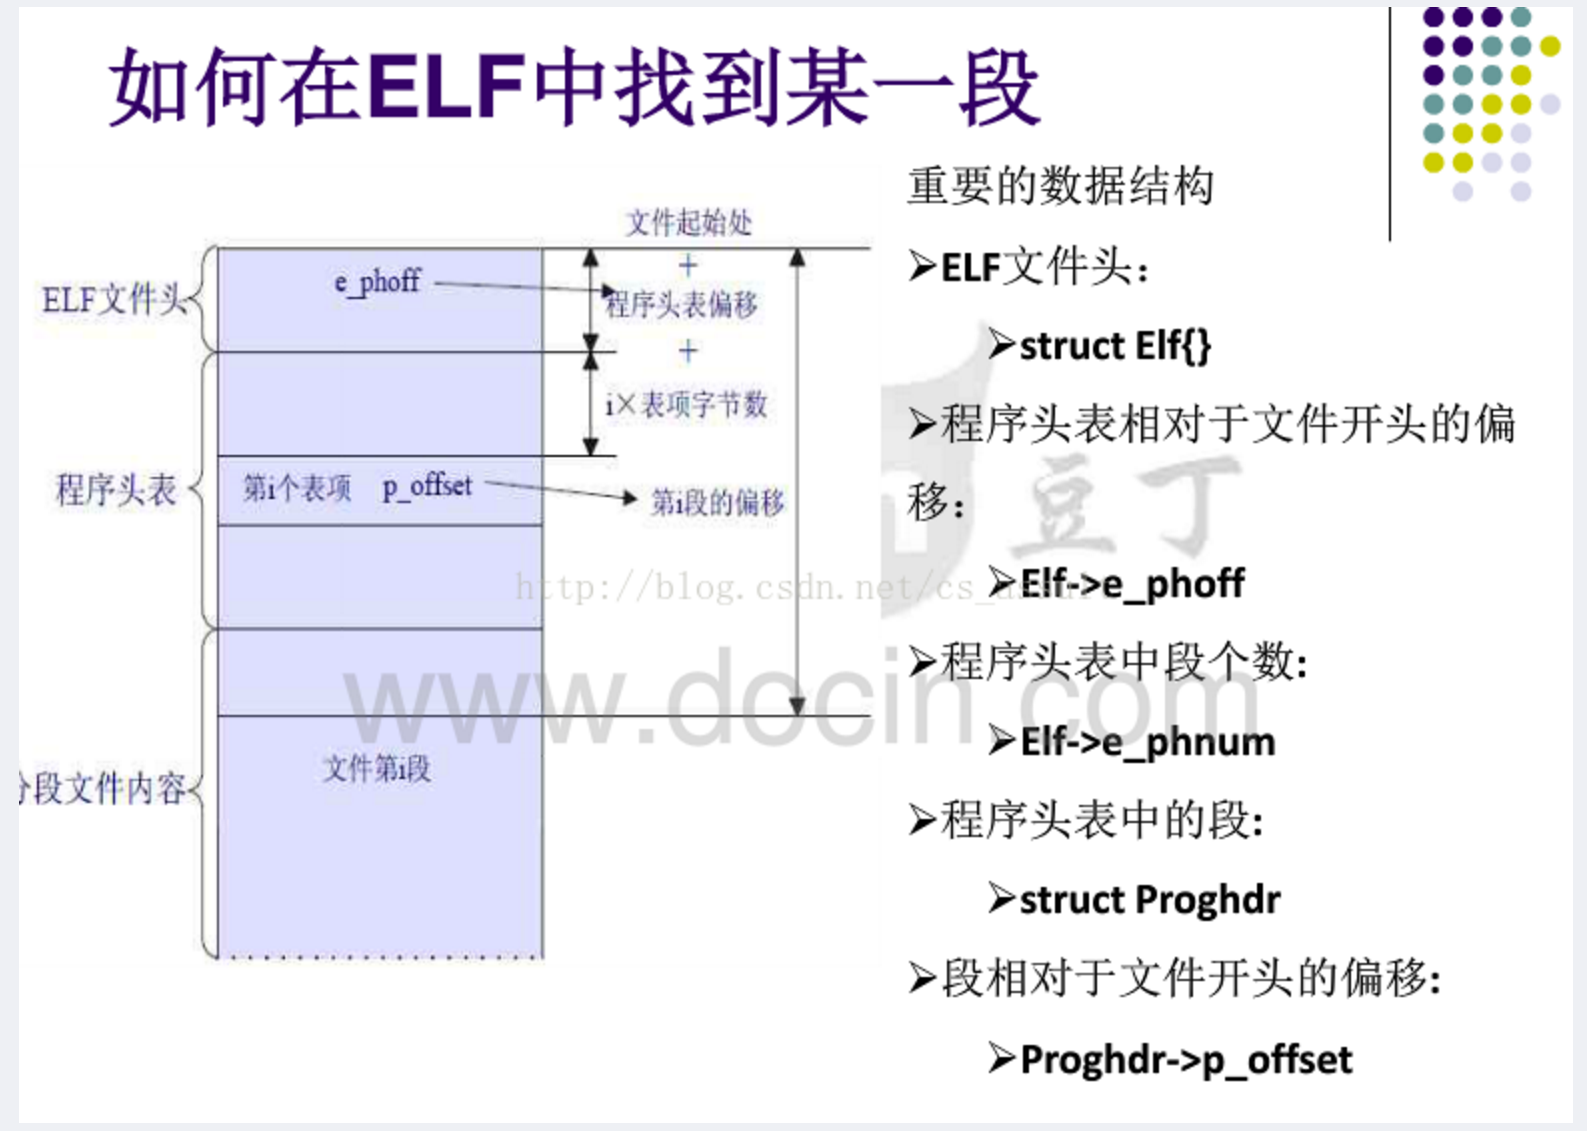 如何在ELF中找到某一段
文件起始处
ELF文件头
e_phoff
+
程序头表偏移
+
i×表项字节数
程序头表
第i个表项 p_offset
第i段的偏移
段文件内容
文件第i段
重要的数据结构
➢ELF文件头：
➢struct Elf{}
➢程序头表相对于文件开头的偏
移：
➢Elf->e_phoff
➢程序头表中段个数:
➢Elf->e_phnum
➢程序头表中的段:
➢struct Proghdr
➢段相对于文件开头的偏移:
➢Proghdr->p_offset
豆丁
www.docin.com